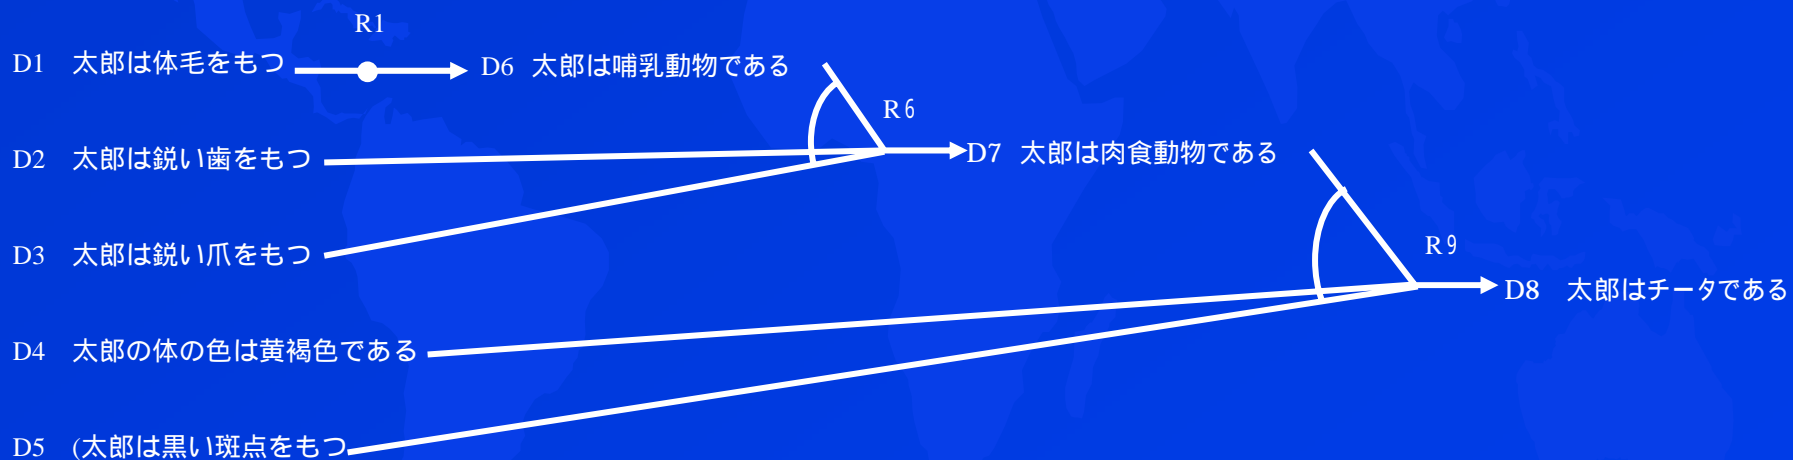 R1
D1 太郎は体毛をもつ D6 太郎は哺乳動物である
R６
D2 太郎は鋭い歯をもつ D7 太郎は肉食動物である
D3 太郎は鋭い爪をもつ R９
D8 太郎はチータである
D4 太郎の体の色は黄褐色である
D5 (太郎は黒い斑点をもつ